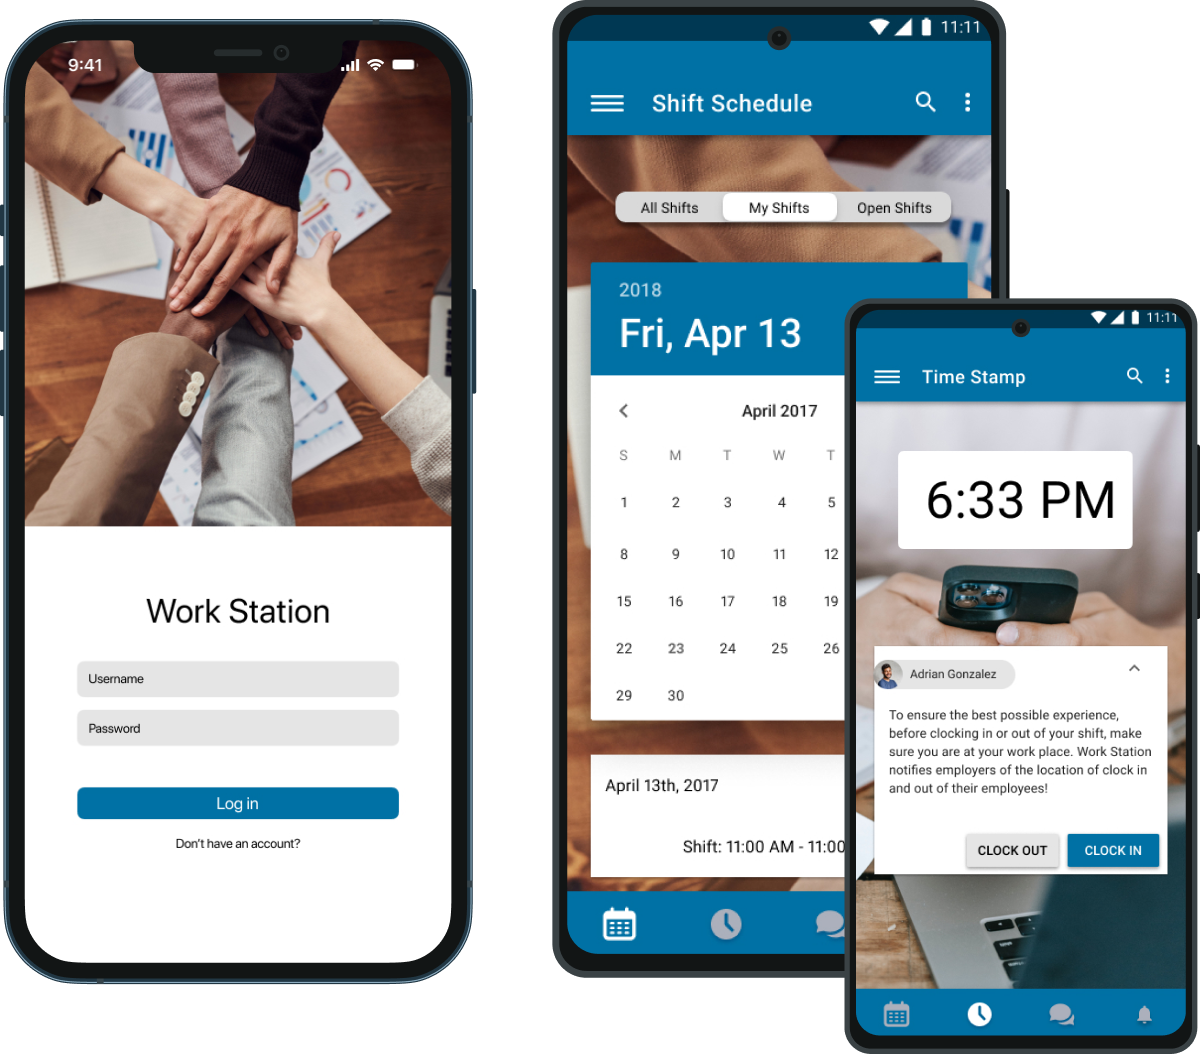 9:41
Work Station
Username
Password
Log in
Don't have an account?
11:11
Shift Schedule
All Shifts My Shifts Open Shifts
2018
Fri, Apr 13
April 2017
S M T W T
1 2 3 4 5
8 9 10 11 12
15 16 17 18 19
22 23 24 25 26
29 30
April 13th, 2017
Shift: 11:00 AM - 11:00
11:11
Time Stamp
6:33 PM
Adrian Gonzalez
To ensure the best possible experience,
before clocking in or out of your shift, make
sure you are at your work place. Work Station
notifies employers of the location of clock in
and out of their employees!
CLOCK OUT CLOCK IN